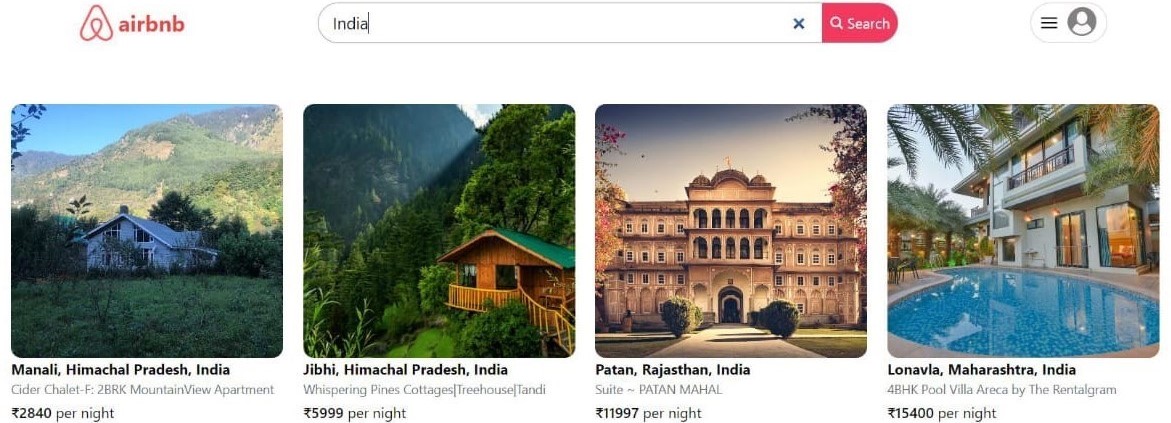 airbnb
India
Search
Manali, Himachal Pradesh, India
Cider Chalet-F: 2BRK MountainView Apartment
₹2840 per night
Jibhi, Himachal Pradesh, India
Whispering Pines Cottages|Treehouse|Tandi
₹5999 per night
Patan, Rajasthan, India
Suite ~ PATAN MAHAL
₹11997 per night
Lonavla, Maharashtra, India
4BHK Pool Villa Areca by The Rentalgram
₹15400 per night